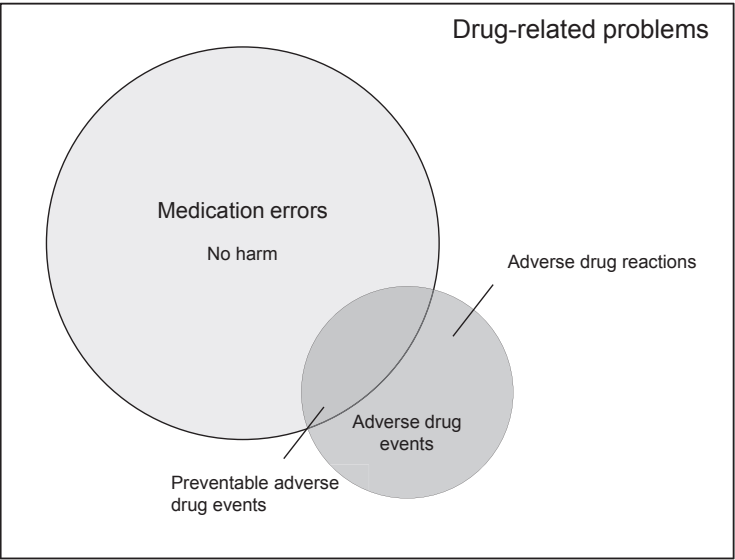 Drug-related problems
Medication errors
No harm
Adverse drug reactions
Adverse drug
events
Preventable adverse
drug events